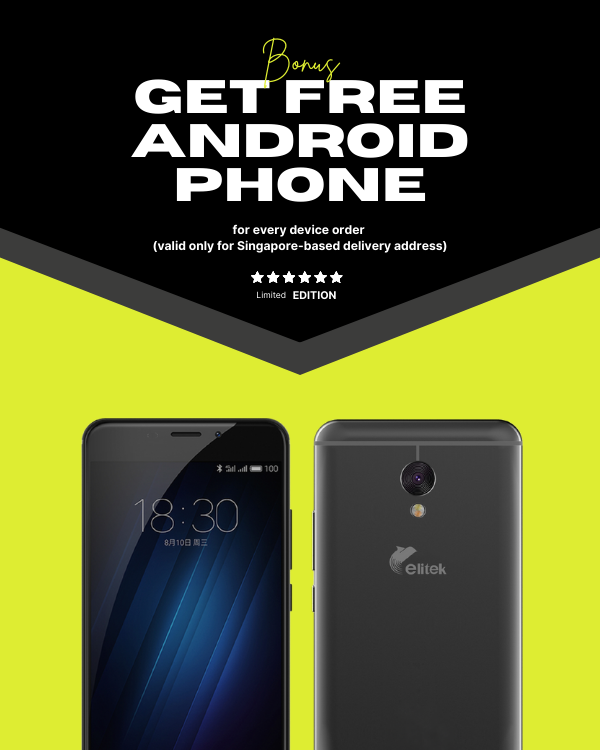 Bonus
GET FREE
ANDROID
PHONE
for every device order
(valid only for Singapore-based delivery address)
Limited EDITION
100
18:30
8月10日 周三
elitek